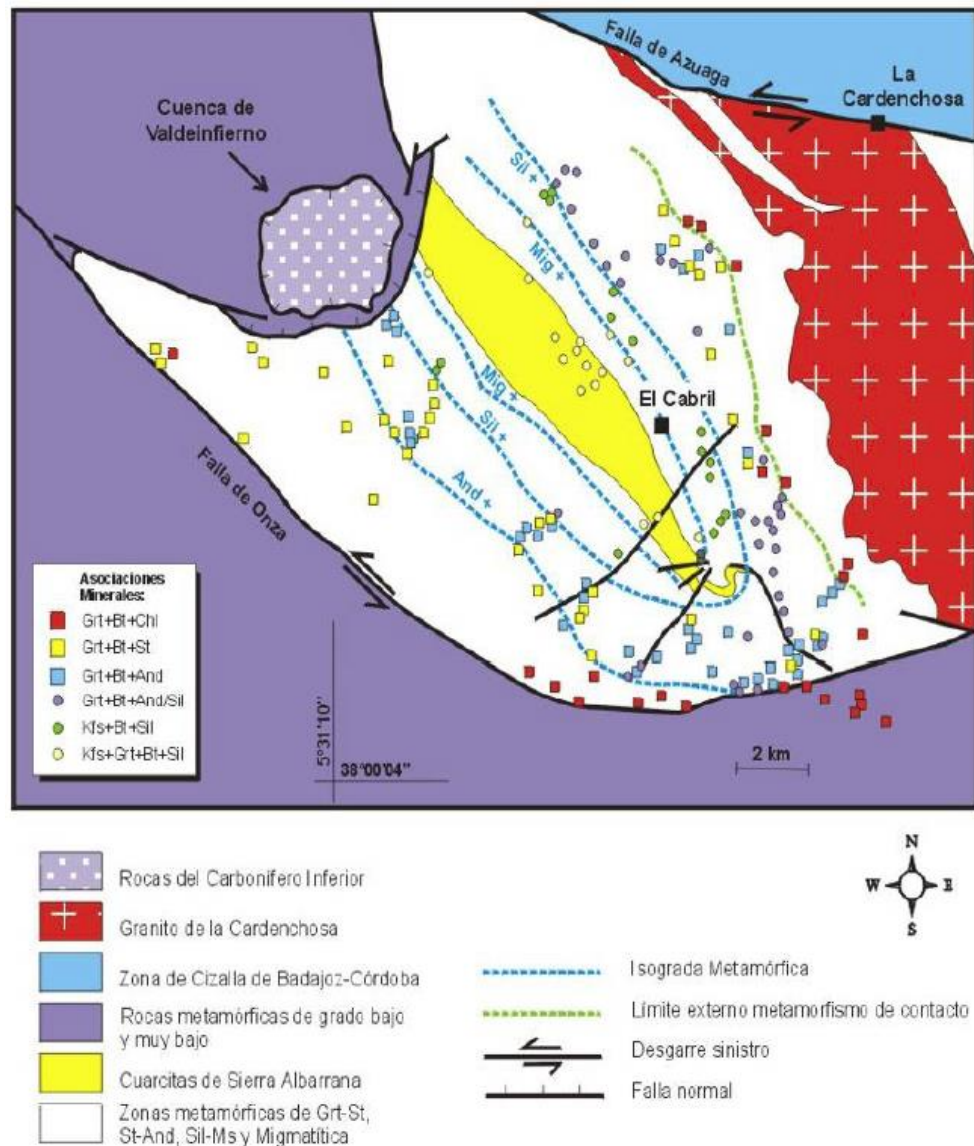 Falla de Azuaga
La
Cardenchosa
Cuenca de
Valdeinfierno
Sil +
Mig +
Mig +
Sil +
And +
El Cabril
Falla de Onza
Asociaciones
Minerales:
Grt+Bt+Chl
Grt+Bt+St
Grt+Bt+And
Grt+Bt+And/Sil
Kfs+Bt+Sil
Kfs+Grt+Bt+Sil
5°31'10"
38°00'04"
2 km
Rocas del Carbonífero Inferior
Granito de la Cardenchosa
Zona de Cizalla de Badajoz-Córdoba
Rocas metamórficas de grado bajo
y muy bajo
Cuarcitas de Sierra Albarrana
Zonas metamórficas de Grt-St,
St-And, Sil-Ms y Migmatítica
N
W
E
S
Isograda Metamórfica
Límite externo metamorfismo de contacto
Desgarre sinistro
Falla normal